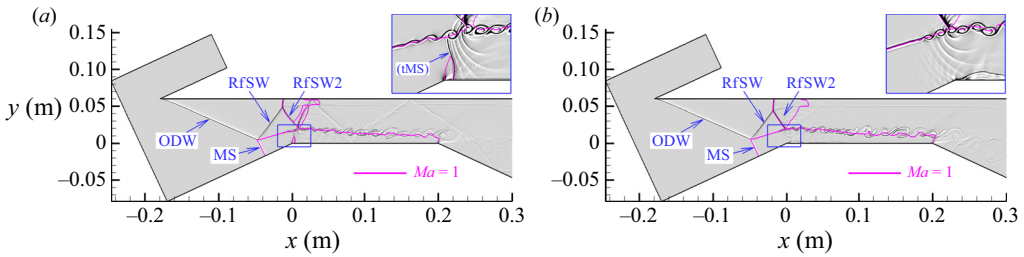 (a)
0.15
0.10
0.05
0
−0.05
y (m)
−0.2
−0.1
0
0.1
0.2
0.3
x (m)
RfSW
RfSW2
ODW
MS
(tMS)
Ma = 1
(b)
0.15
0.10
0.05
0
−0.05
−0.2
−0.1
0
0.1
0.2
0.3
x (m)
RfSW
RfSW2
ODW
MS
Ma = 1